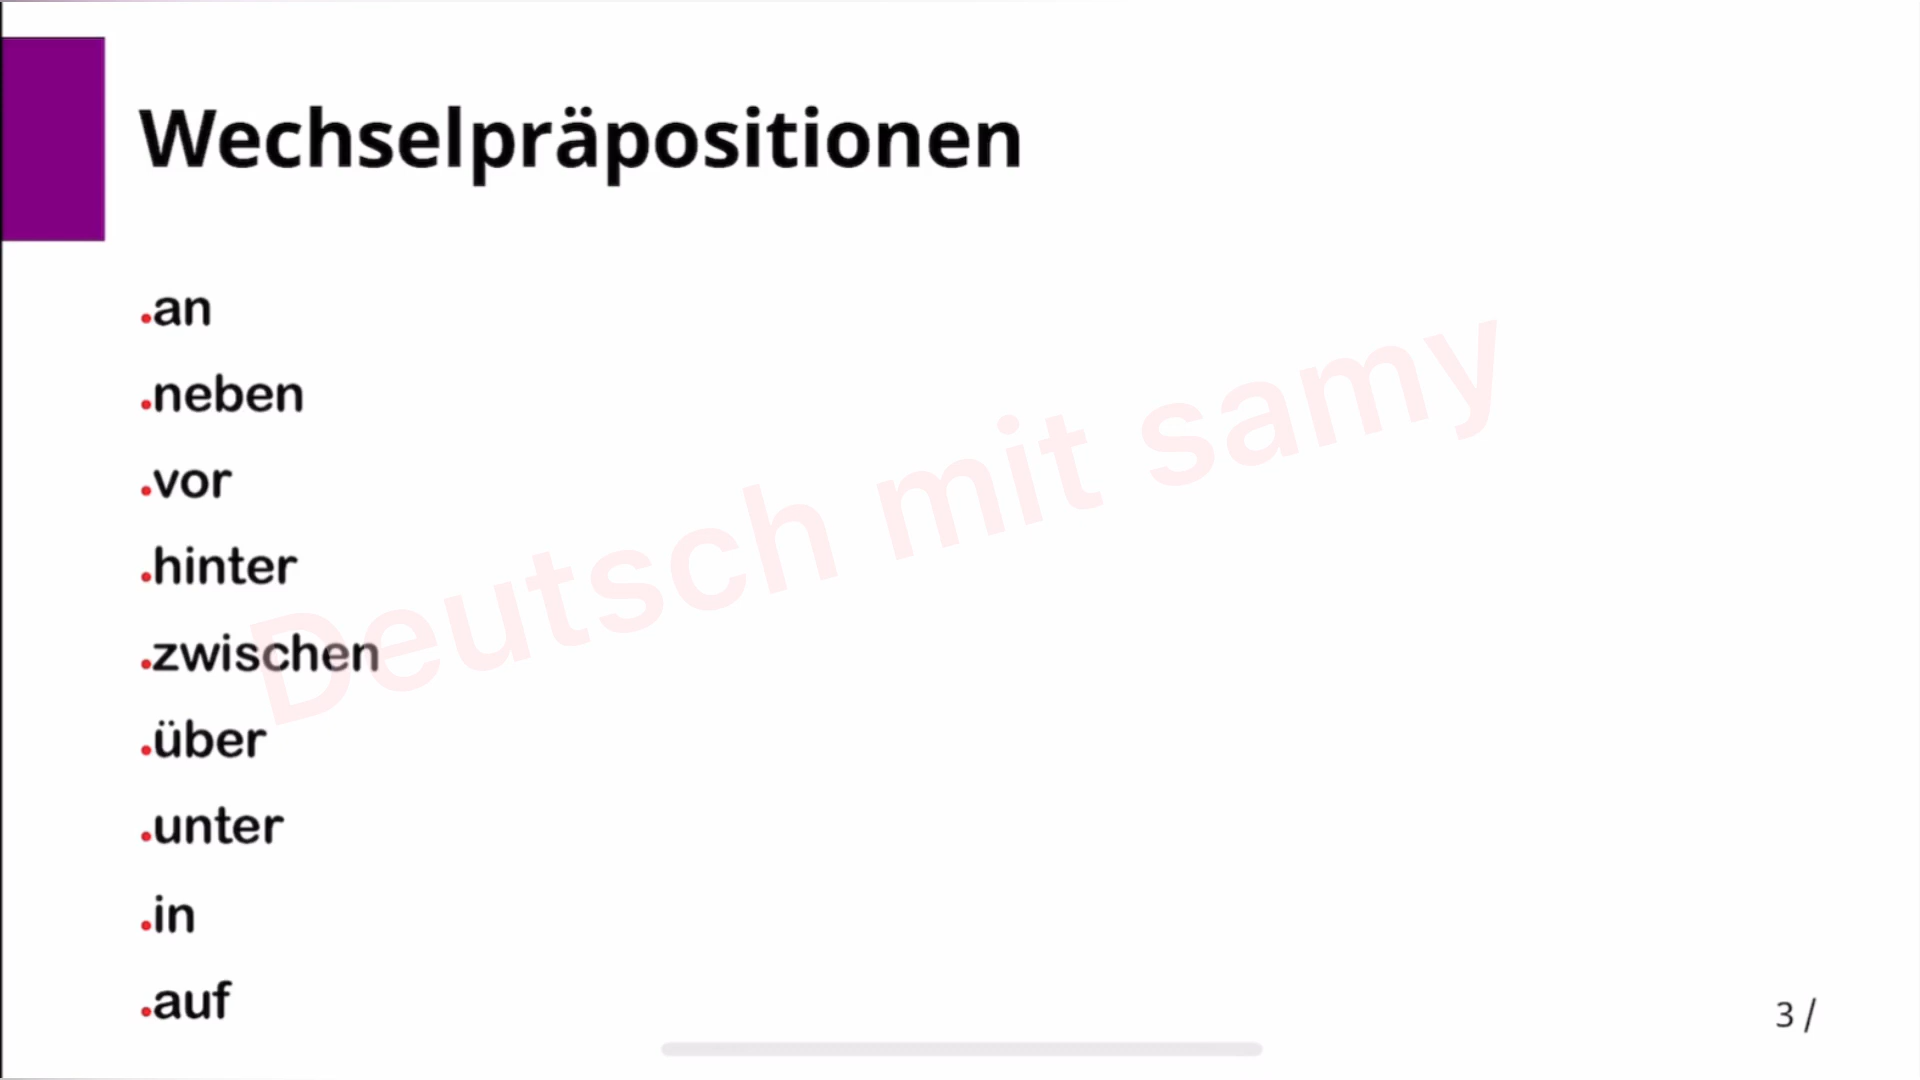 Wechselpräpositionen
.an
.neben
.vor
.hinter
.zwischen
.über
.unter
.in
.auf
Deutsch mit samy
3 /